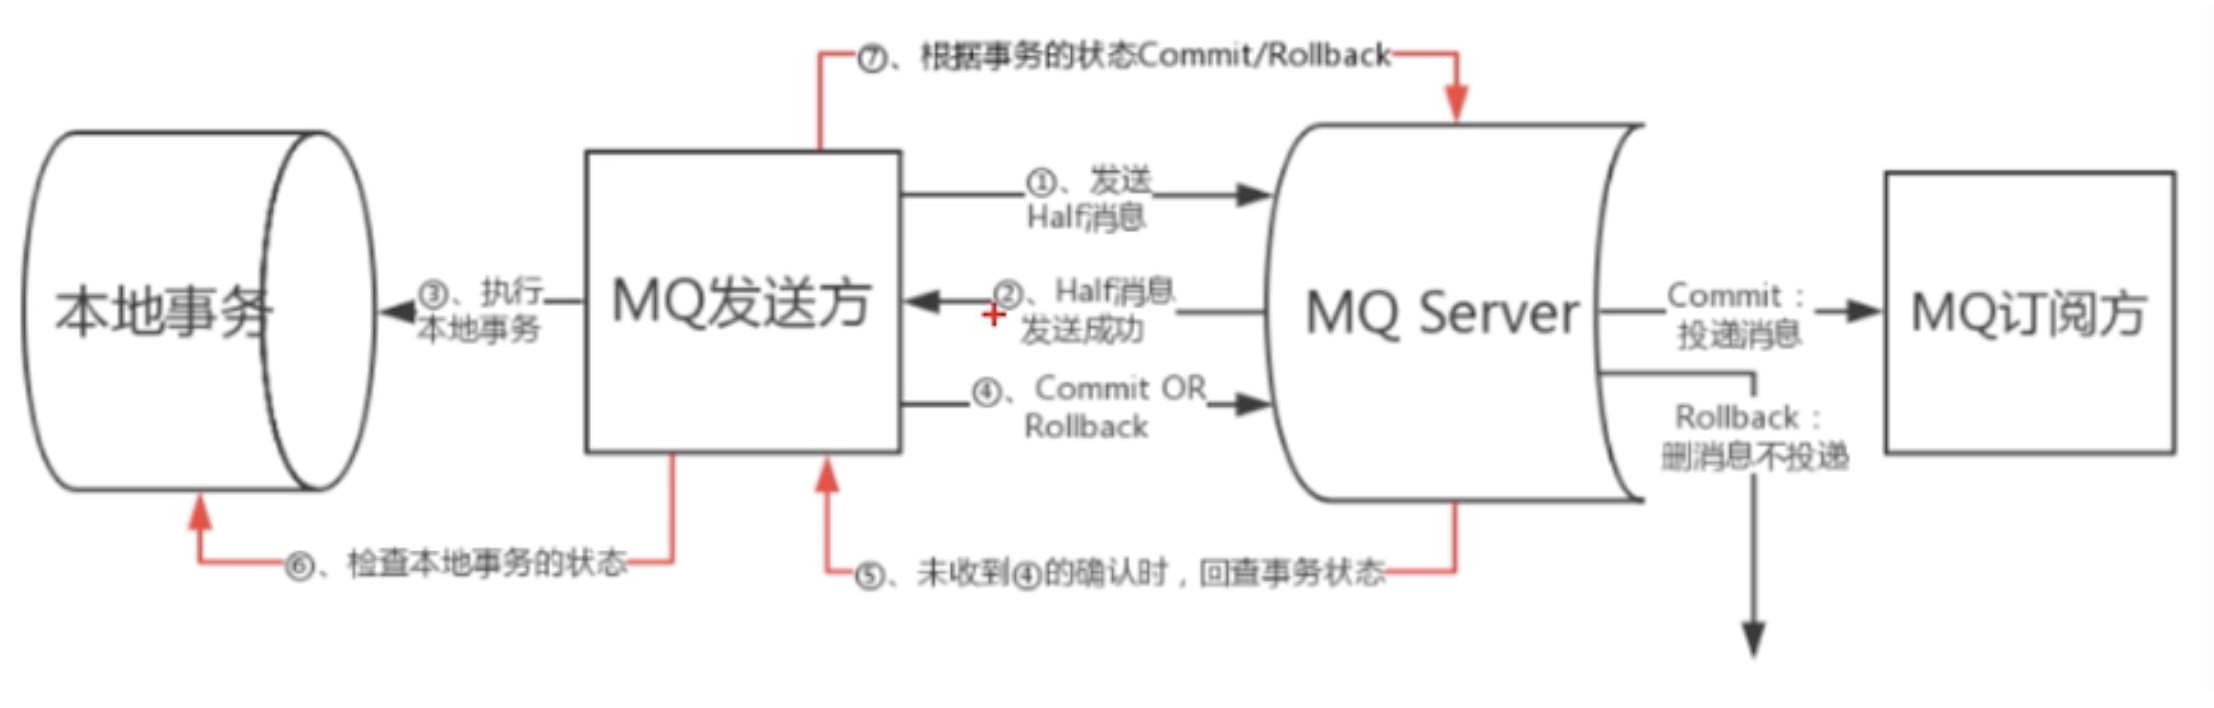 ⑦、根据事务的状态Commit/Rollback
①、发送
Half消息
本地事务
③、执行
本地事务
MQ发送方
②、Half消息
发送成功
MQ Server
Commit：
投递消息
MQ订阅方
④、Commit OR
Rollback
Rollback：
删消息不投递
⑥、检查本地事务的状态
⑤、未收到④的确认时，回查事务状态